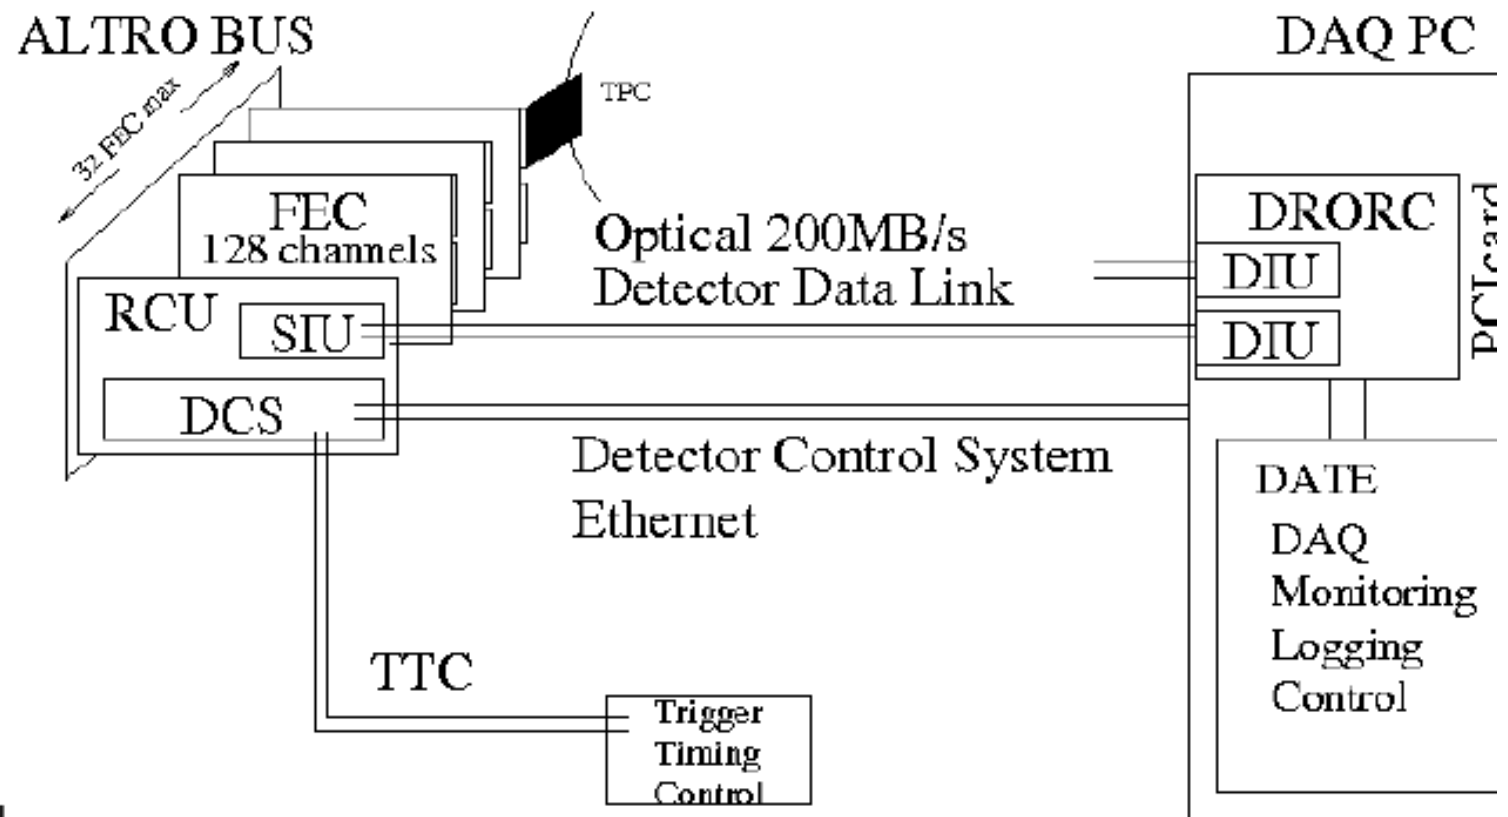 ALTRO BUS
32 FEC max
TPC
FEC
128 channels
RCU
SIU
DCS
Optical 200MB/s
Detector Data Link
Detector Control System
Ethernet
TTC
Trigger
Timing
Control
DAQ PC
DRORC
DIU
DIU
PCIcard
DATE
DAQ
Monitoring
Logging
Control